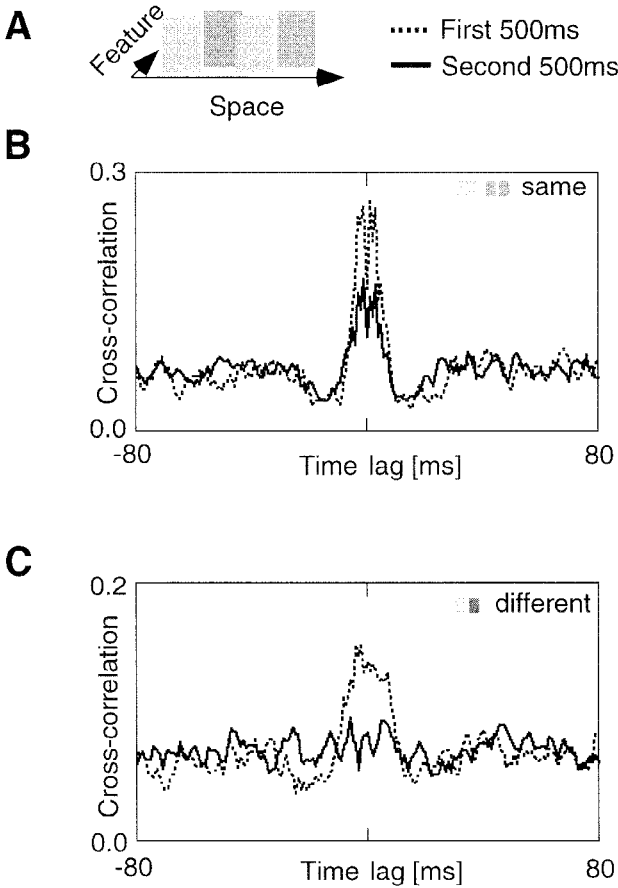 A
Feature
Space
First 500ms
Second 500ms
B
0.3
same
Cross-correlation
0.0
-80
Time lag [ms]
80
C
0.2
different
Cross-correlation
0.0
-80
Time lag [ms]
80